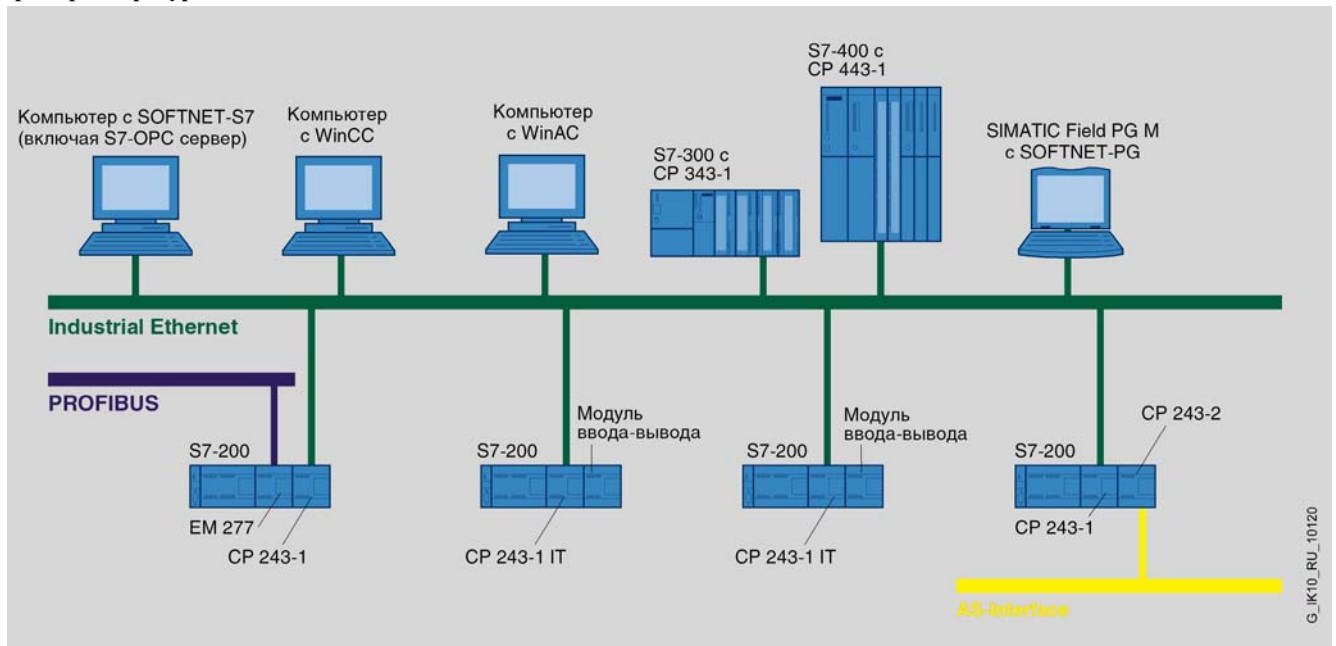 S7-400 с
CP 443-1
Компьютер с SOFTNET-S7
(включая S7-OPC сервер)
Компьютер
с WinCC
Компьютер
с WinAC
S7-300 с
CP 343-1
SIMATIC Field PG M
с SOFTNET-PG
Industrial Ethernet
PROFIBUS
S7-200
EM 277
CP 243-1
S7-200
Модуль
ввода-вывода
CP 243-1 IT
S7-200
Модуль
ввода-вывода
CP 243-1 IT
S7-200
CP 243-2
CP 243-1
AS-Interface
G_IK10_RU_10120